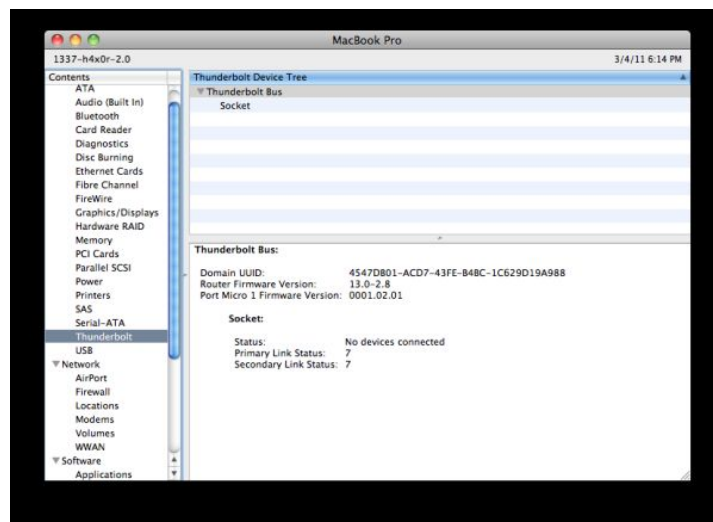 MacBook Pro
1337-h4x0r-2.0
3/4/11 6:14 PM
Contents
ATA
Audio (Built In)
Bluetooth
Card Reader
Diagnostics
Disc Burning
Ethernet Cards
Fibre Channel
FireWire
Graphics/Displays
Hardware RAID
Memory
PCI Cards
Parallel SCSI
Power
Printers
SAS
Serial-ATA
Thunderbolt
USB
Network
AirPort
Firewall
Locations
Modems
Volumes
WWAN
Software
Applications
Thunderbolt Device Tree
Thunderbolt Bus
Socket
Thunderbolt Bus:
Domain UUID: 4547D801-ACD7-43FE-B4BC-1C629D19A988
Router Firmware Version: 13.0-2.8
Port Micro 1 Firmware Version: 0001.02.01
Socket:
Status: No devices connected
Primary Link Status: 7
Secondary Link Status: 7